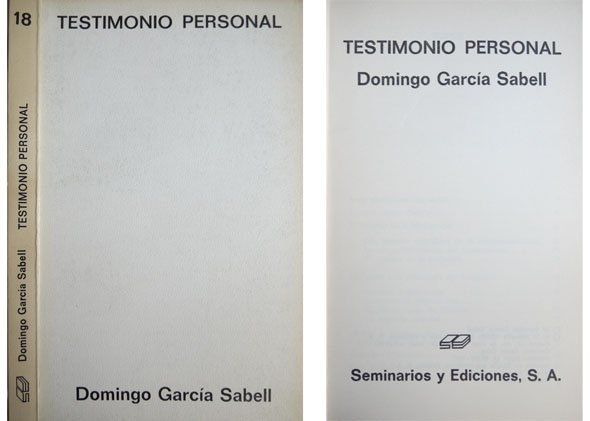 18
TESTIMONIO PERSONAL
Domingo García Sabell
TESTIMONIO PERSONAL
Domingo García Sabell
TESTIMONIO PERSONAL
Domingo García Sabell
Seminarios y Ediciones, S. A.